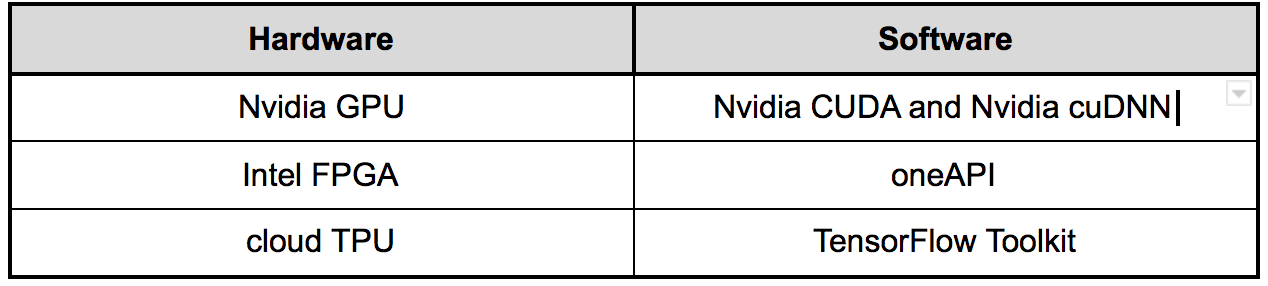 Hardware Software
Nvidia GPU Nvidia CUDA and Nvidia cuDNN
Intel FPGA oneAPI
cloud TPU TensorFlow Toolkit